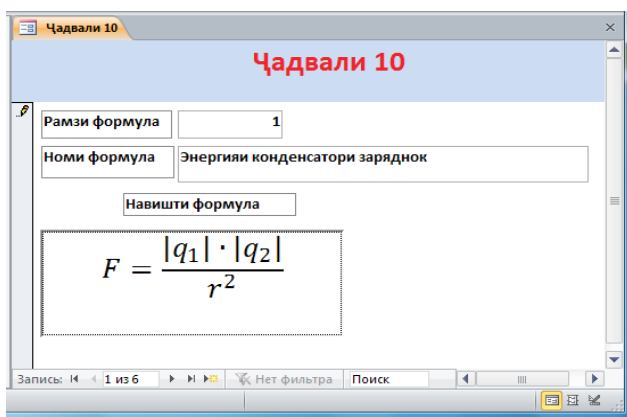 Ҷадвали 10
Ҷадвали 10
Рамзи формула 1
Номи формула Энергияи конденсатори заряднок
Навишти формула
F = |q₁| · |q₂| / r²
Запись: 1 из 6 Нет фильтра Поиск